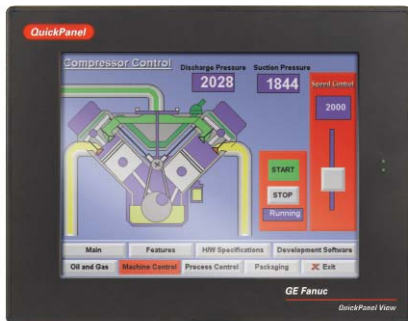 QuickPanel
Compressor Control
Discharge Pressure
Suction Pressure
2028
1844
Speed Control
2000
START
STOP
Running
Main
Features
H/W Specifications
Development Software
Oil and Gas
Machine Control
Process Control
Packaging
X Exit
GE Fanuc
QuickPanel View